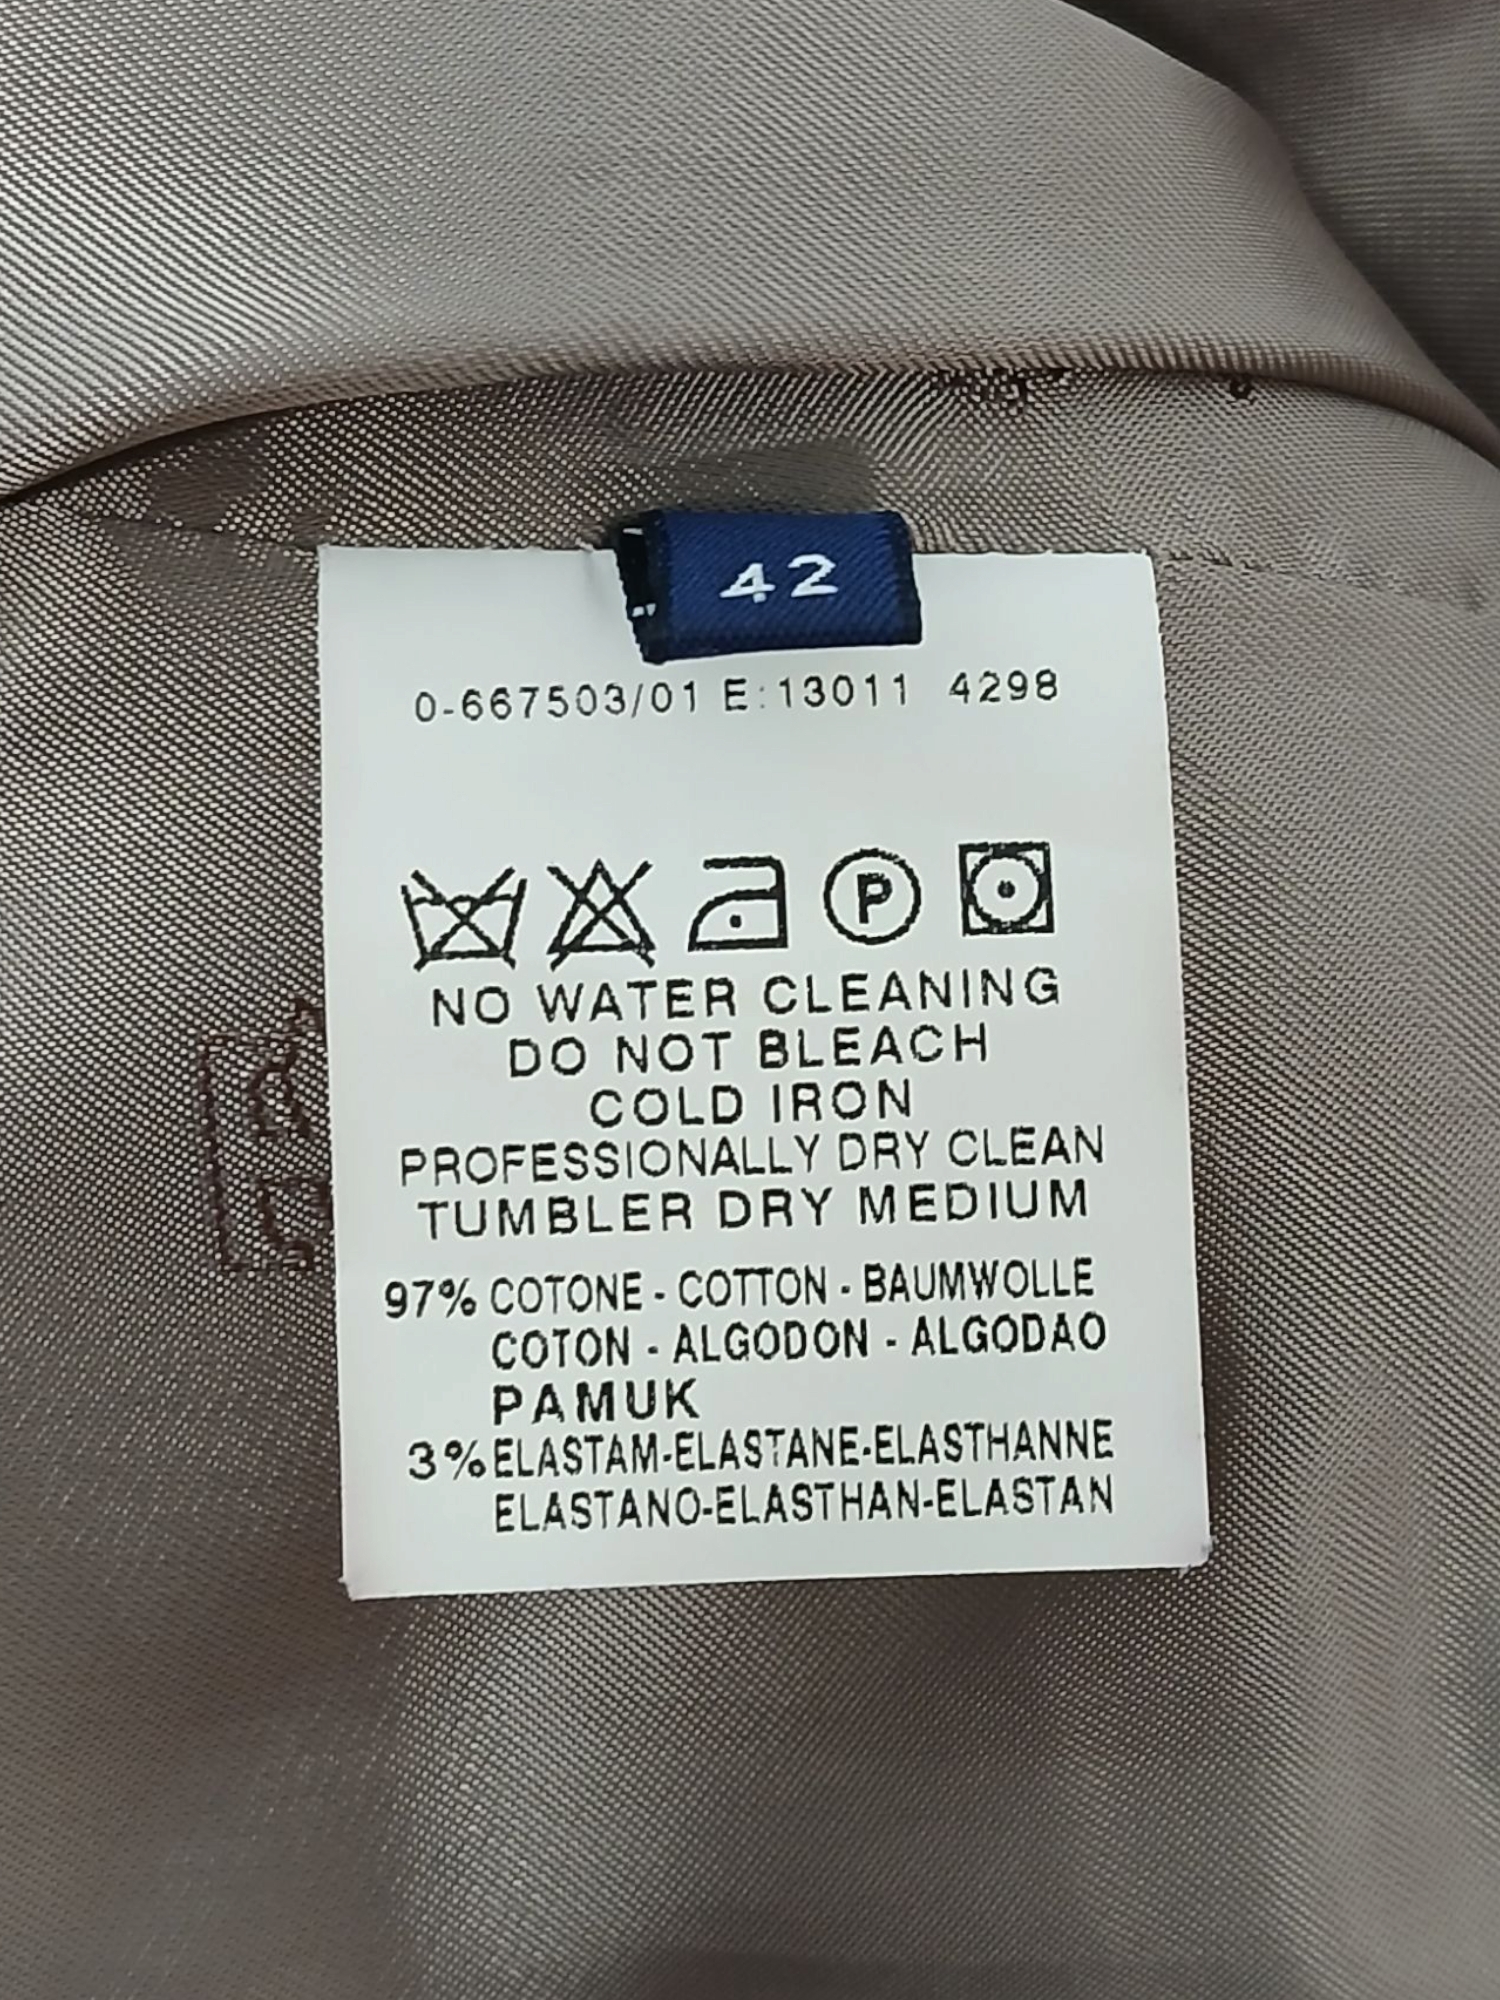 42
0-667503/01 E:13011 4298
P
NO WATER CLEANING
DO NOT BLEACH
COLD IRON
PROFESSIONALLY DRY CLEAN
TUMBLER DRY MEDIUM
97% COTONE - COTTON - BAUMWOLLE
COTON - ALGODON - ALGODAO
PAMUK
3% ELASTAM-ELASTANE-ELASTHANNE
ELASTANO-ELASTHAN-ELASTAN